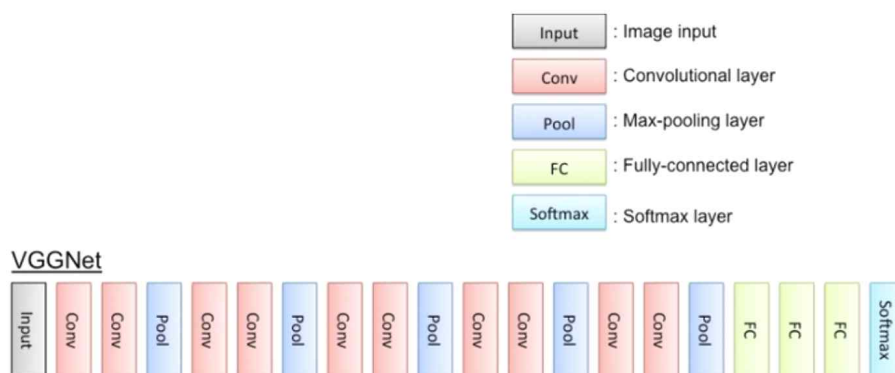 Input : Image input
Conv : Convolutional layer
Pool : Max-pooling layer
FC : Fully-connected layer
Softmax : Softmax layer
VGGNet
Input Conv Conv Pool Conv Conv Pool Conv Conv Pool Conv Conv Pool Conv Conv Pool FC FC FC Softmax